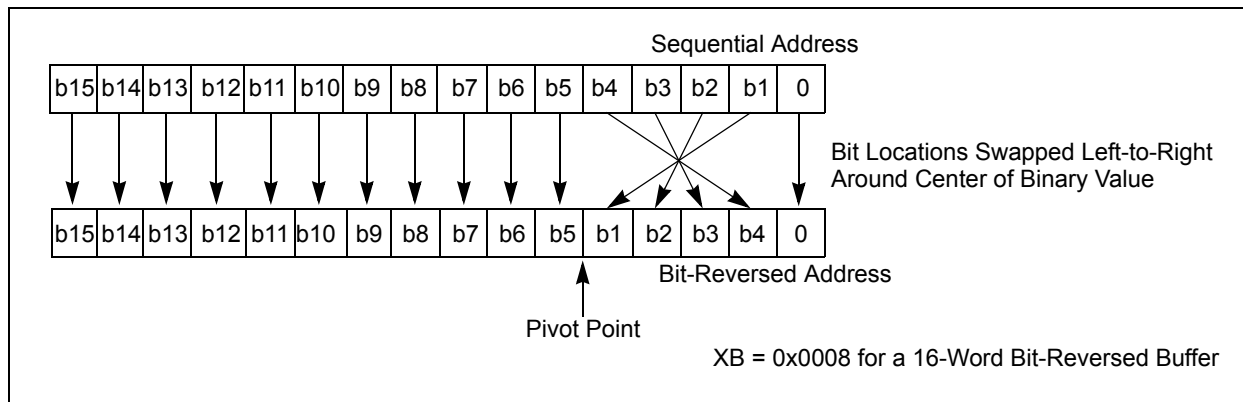 Sequential Address
b15 b14 b13 b12 b11 b10 b9 b8 b7 b6 b5 b4 b3 b2 b1 0
Bit Locations Swapped Left-to-Right
Around Center of Binary Value
b15 b14 b13 b12 b11 b10 b9 b8 b7 b6 b5 b1 b2 b3 b4 0
Bit-Reversed Address
Pivot Point
XB = 0x0008 for a 16-Word Bit-Reversed Buffer